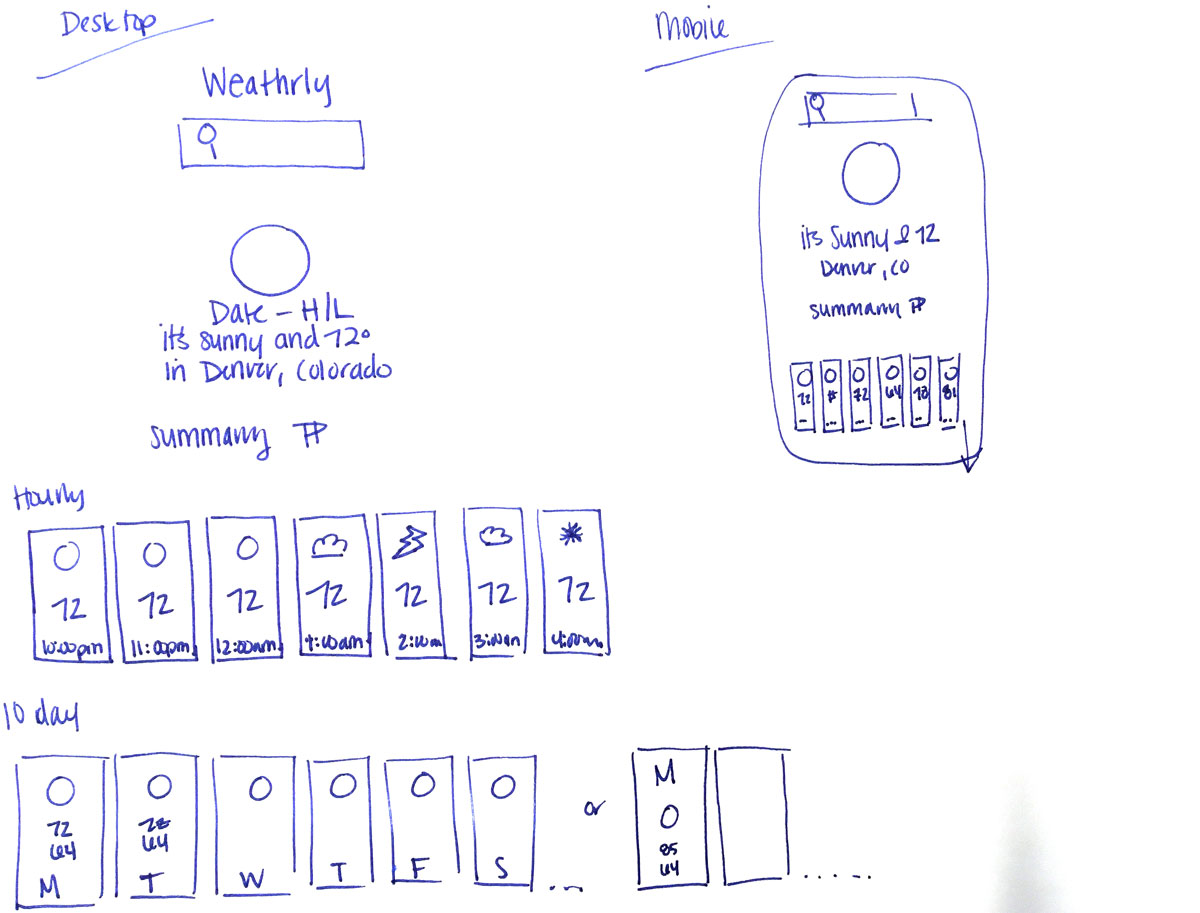 Desktop
Weathrly
Date - H/L
it's sunny and 72°
in Denver, Colorado
summary
Hourly
72 72 72 72 72 72 72
10:00pm 11:00pm 12:00am 1:00am 2:00am 3:00am 4:00am
10 day
72 72
64 64
M T W T F S ...
or
M
85
64
.....
Mobile
its Sunny & 72
Denver, CO
summary
72 # 72 64 78 81